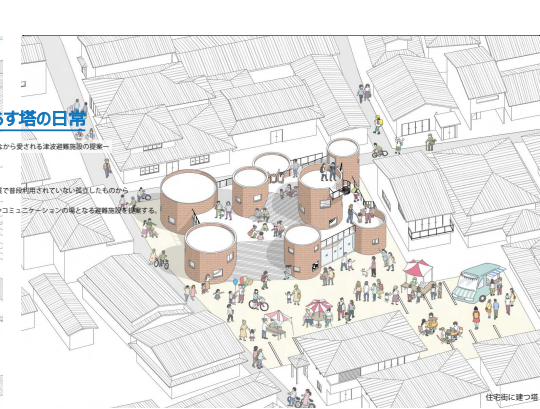 す塔の日常
から愛される津波避難施設の提案ー
で普段利用されていない孤立したものから
コミュニケーションの場となる避難施設を提案する。
住宅街に建つ塔